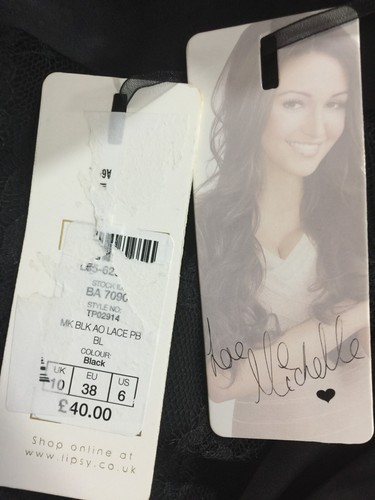 STOCK
BA 7090
STYLE NO:
TP02914
MK BLK AO LACE PB
BL
COLOUR:
Black
UK EU US
10 38 6
£40.00
Shop online at
www.lipsy.co.uk
Love Michelle